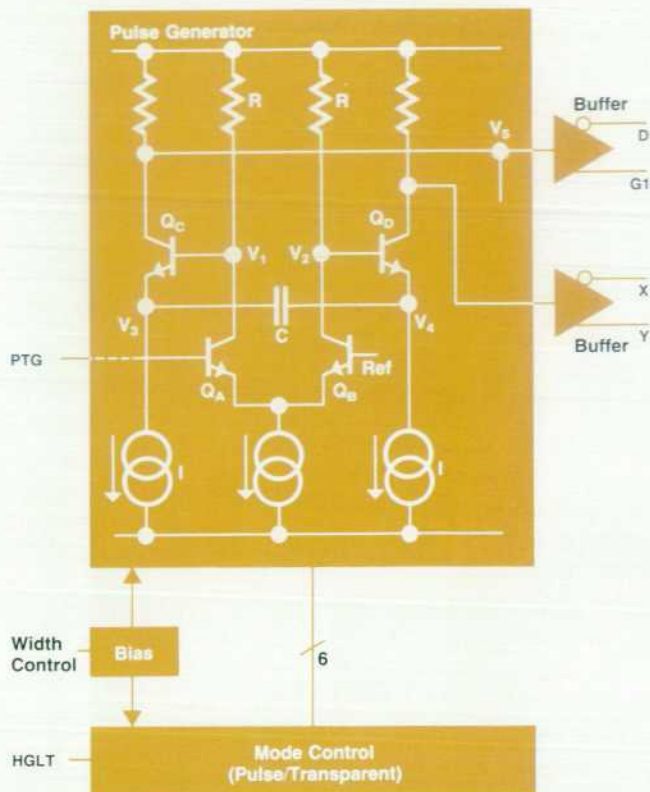 Pulse Generator
R
R
Buffer
D
G1
V5
QC
V1
V2
QD
X
Y
Buffer
V3
C
V4
PTG
QA
QB
Ref
I
I
Width
Control
Bias
6
HGLT
Mode Control
(Pulse/Transparent)